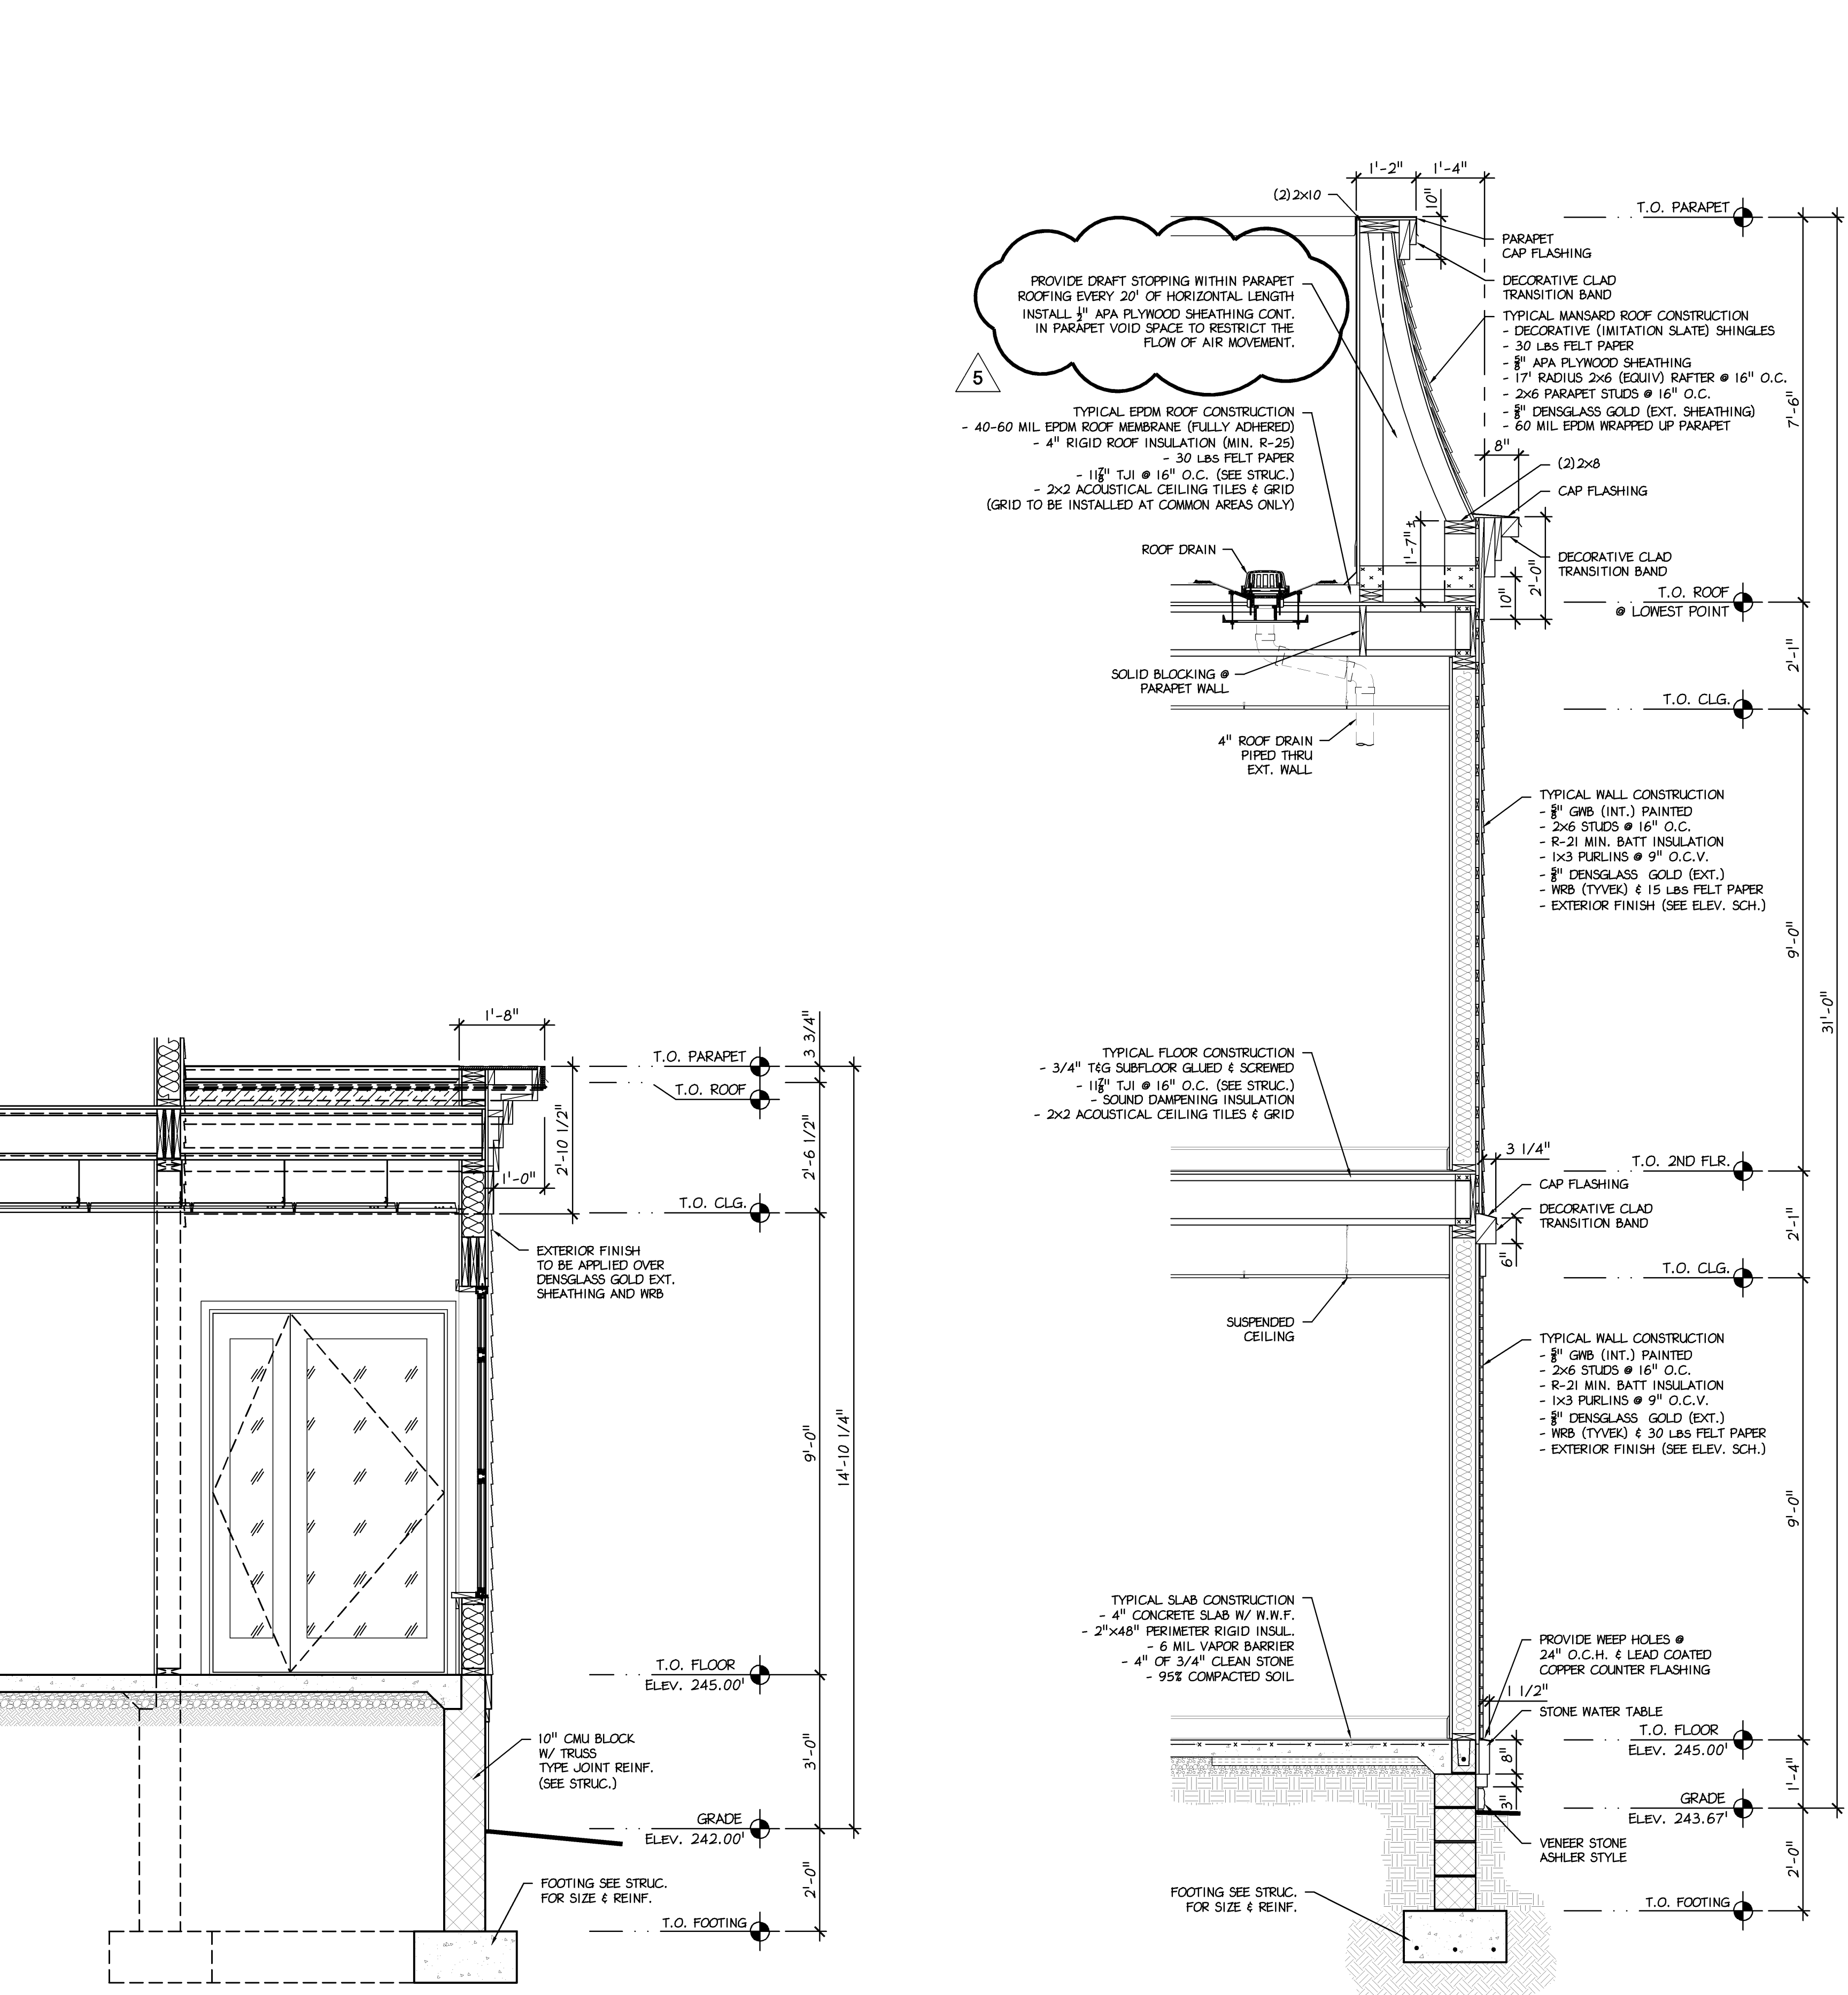 1'-8"
T.O. PARAPET
T.O. ROOF
T.O. CLG.
3 3/4"
2'-6 1/2"
2'-10 1/2"
1'-0"
EXTERIOR FINISH
TO BE APPLIED OVER
DENSGLASS GOLD EXT.
SHEATHING AND WRB
9'-0"
14'-10 1/4"
T.O. FLOOR
ELEV. 245.00'
10" CMU BLOCK
W/ TRUSS
TYPE JOINT REINF.
(SEE STRUC.)
3'-0"
GRADE
ELEV. 242.00'
FOOTING SEE STRUC.
FOR SIZE & REINF.
2'-0"
T.O. FOOTING
1'-2"
1'-4"
(2)2x10
10"
T.O. PARAPET
PARAPET
CAP FLASHING
DECORATIVE CLAD
TRANSITION BAND
PROVIDE DRAFT STOPPING WITHIN PARAPET
ROOFING EVERY 20' OF HORIZONTAL LENGTH
INSTALL ½" APA PLYWOOD SHEATHING CONT.
IN PARAPET VOID SPACE TO RESTRICT THE
FLOW OF AIR MOVEMENT.
5
TYPICAL MANSARD ROOF CONSTRUCTION
- DECORATIVE (IMITATION SLATE) SHINGLES
- 30 LBS FELT PAPER
- ⅝" APA PLYWOOD SHEATHING
- 17' RADIUS 2x6 (EQUIV) RAFTER @ 16" O.C.
- 2x6 PARAPET STUDS @ 16" O.C.
- ⅝" DENSGLASS GOLD (EXT. SHEATHING)
- 60 MIL EPDM WRAPPED UP PARAPET
7'-6"
TYPICAL EPDM ROOF CONSTRUCTION
- 40-60 MIL EPDM ROOF MEMBRANE (FULLY ADHERED)
- 4" RIGID ROOF INSULATION (MIN. R-25)
- 30 LBS FELT PAPER
- 11⅞" TJI @ 16" O.C. (SEE STRUC.)
- 2x2 ACOUSTICAL CEILING TILES & GRID
(GRID TO BE INSTALLED AT COMMON AREAS ONLY)
8"
(2)2x8
CAP FLASHING
1'-7" ±
ROOF DRAIN
DECORATIVE CLAD
TRANSITION BAND
2'-0"
10"
T.O. ROOF
@ LOWEST POINT
SOLID BLOCKING @
PARAPET WALL
2'-1"
T.O. CLG.
4" ROOF DRAIN
PIPED THRU
EXT. WALL
TYPICAL WALL CONSTRUCTION
- ⅝" GWB (INT.) PAINTED
- 2x6 STUDS @ 16" O.C.
- R-21 MIN. BATT INSULATION
- 1x3 PURLINS @ 9" O.C.V.
- ⅝" DENSGLASS GOLD (EXT.)
- WRB (TYVEK) & 15 LBS FELT PAPER
- EXTERIOR FINISH (SEE ELEV. SCH.)
9'-0"
31'-0"
TYPICAL FLOOR CONSTRUCTION
- 3/4" T&G SUBFLOOR GLUED & SCREWED
- 11⅞" TJI @ 16" O.C. (SEE STRUC.)
- SOUND DAMPENING INSULATION
- 2x2 ACOUSTICAL CEILING TILES & GRID
3 1/4"
T.O. 2ND FLR.
CAP FLASHING
DECORATIVE CLAD
TRANSITION BAND
6"
2'-1"
T.O. CLG.
SUSPENDED
CEILING
TYPICAL WALL CONSTRUCTION
- ⅝" GWB (INT.) PAINTED
- 2x6 STUDS @ 16" O.C.
- R-21 MIN. BATT INSULATION
- 1x3 PURLINS @ 9" O.C.V.
- ⅝" DENSGLASS GOLD (EXT.)
- WRB (TYVEK) & 30 LBS FELT PAPER
- EXTERIOR FINISH (SEE ELEV. SCH.)
9'-0"
TYPICAL SLAB CONSTRUCTION
- 4" CONCRETE SLAB W/ W.W.F.
- 2"x48" PERIMETER RIGID INSUL.
- 6 MIL VAPOR BARRIER
- 4" OF 3/4" CLEAN STONE
- 95% COMPACTED SOIL
PROVIDE WEEP HOLES @
24" O.C.H. & LEAD COATED
COPPER COUNTER FLASHING
1 1/2"
STONE WATER TABLE
T.O. FLOOR
ELEV. 245.00'
8"
3"
1'-4"
GRADE
ELEV. 243.67'
VENEER STONE
ASHLER STYLE
2'-0"
FOOTING SEE STRUC.
FOR SIZE & REINF.
T.O. FOOTING